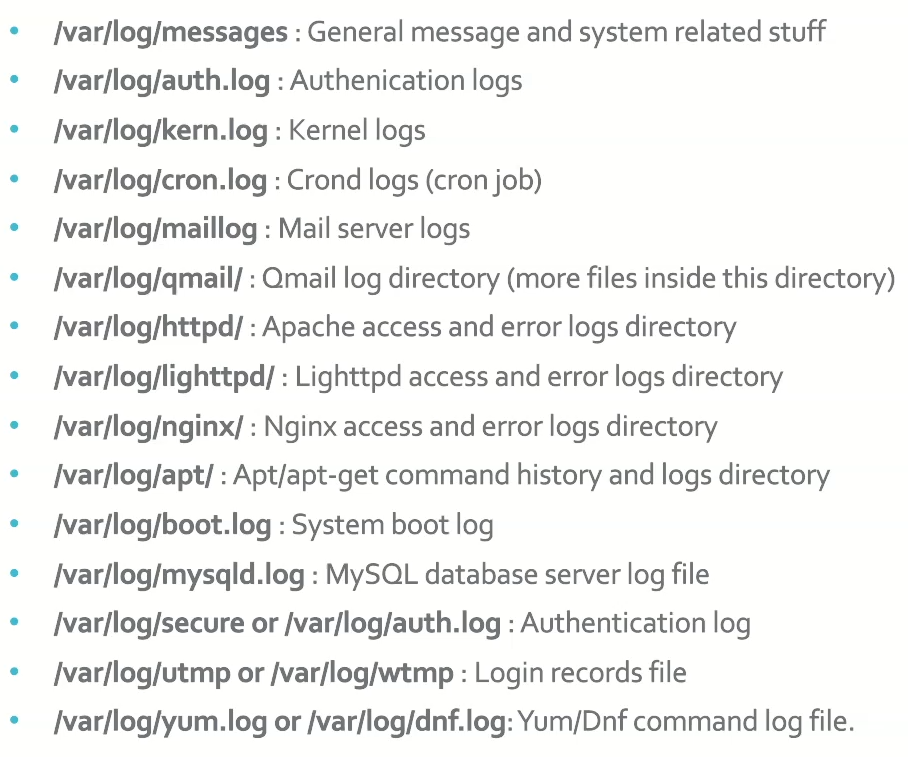 • /var/log/messages : General message and system related stuff
• /var/log/auth.log : Authenication logs
• /var/log/kern.log : Kernel logs
• /var/log/cron.log : Crond logs (cron job)
• /var/log/maillog : Mail server logs
• /var/log/qmail/ : Qmail log directory (more files inside this directory)
• /var/log/httpd/ : Apache access and error logs directory
• /var/log/lighttpd/ : Lighttpd access and error logs directory
• /var/log/nginx/ : Nginx access and error logs directory
• /var/log/apt/ : Apt/apt-get command history and logs directory
• /var/log/boot.log : System boot log
• /var/log/mysqld.log : MySQL database server log file
• /var/log/secure or /var/log/auth.log : Authentication log
• /var/log/utmp or /var/log/wtmp : Login records file
• /var/log/yum.log or /var/log/dnf.log: Yum/Dnf command log file.